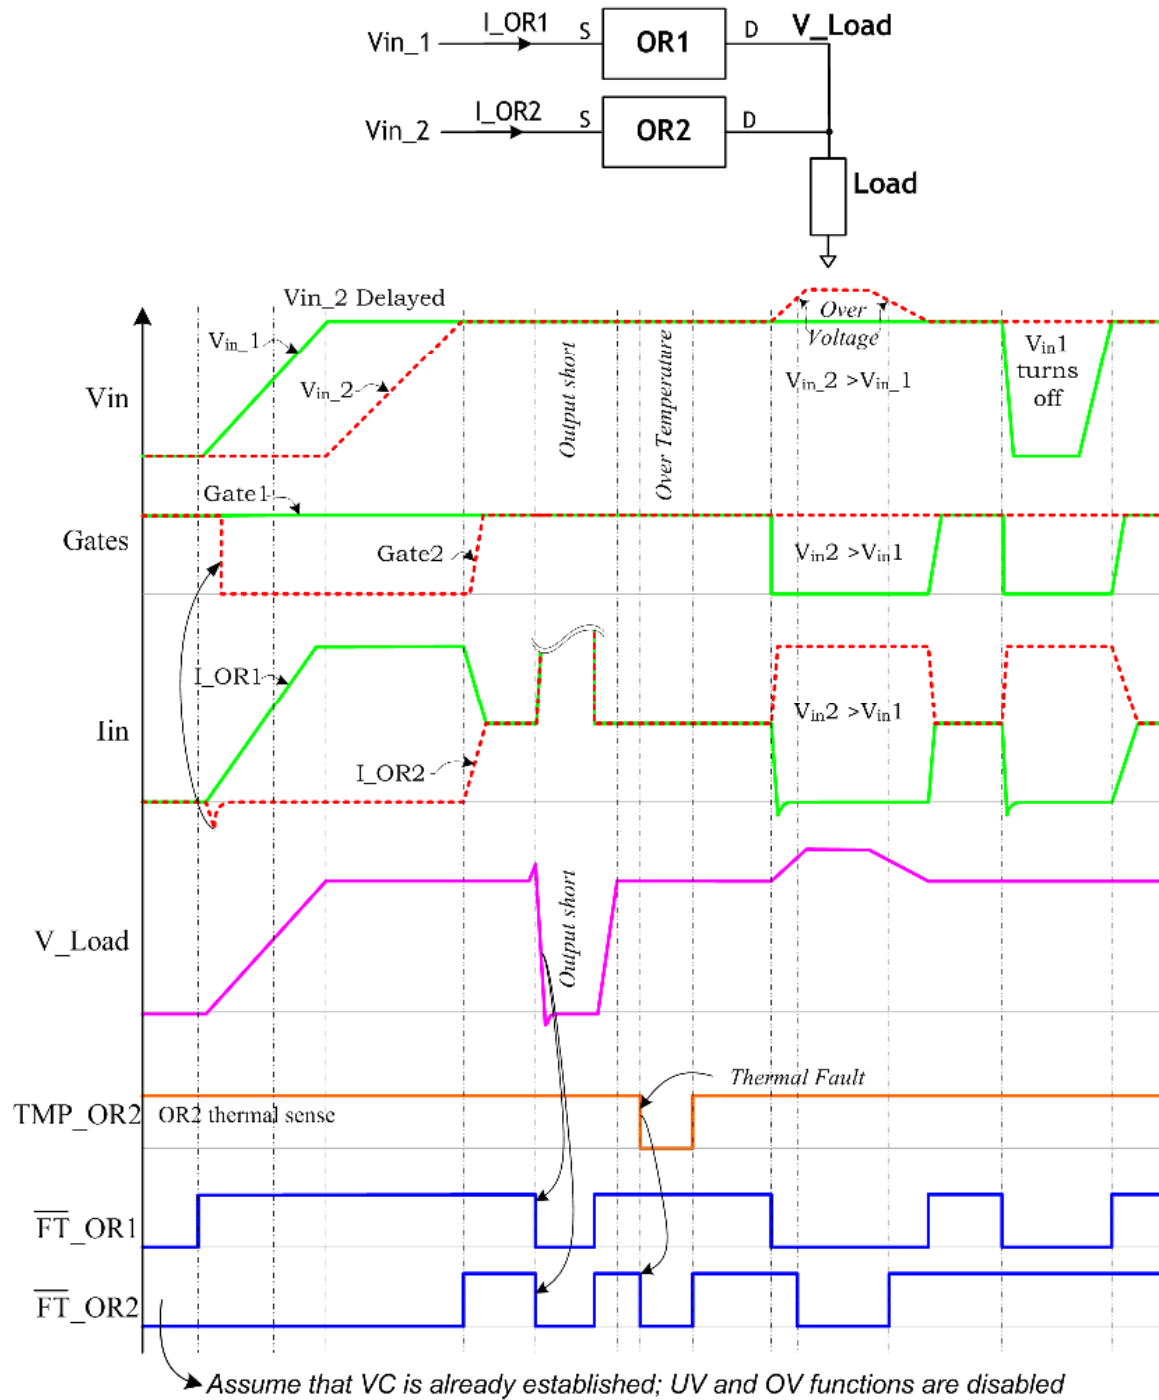 I_OR1
V_Load
Vin_1
S
OR1
D
I_OR2
Vin_2
S
OR2
D
Load
Vin_2 Delayed
Over
Voltage
Vin_1
Vin_2
Vin
Output short
Over Temperature
Vin_2 >Vin_1
Vin1
turns
off
Gate1
Gates
Gate2
Vin2 >Vin1
I_OR1
Iin
Vin2 >Vin1
I_OR2
V_Load
Output short
Thermal Fault
TMP_OR2
OR2 thermal sense
FT_OR1
FT_OR2
Assume that VC is already established; UV and OV functions are disabled